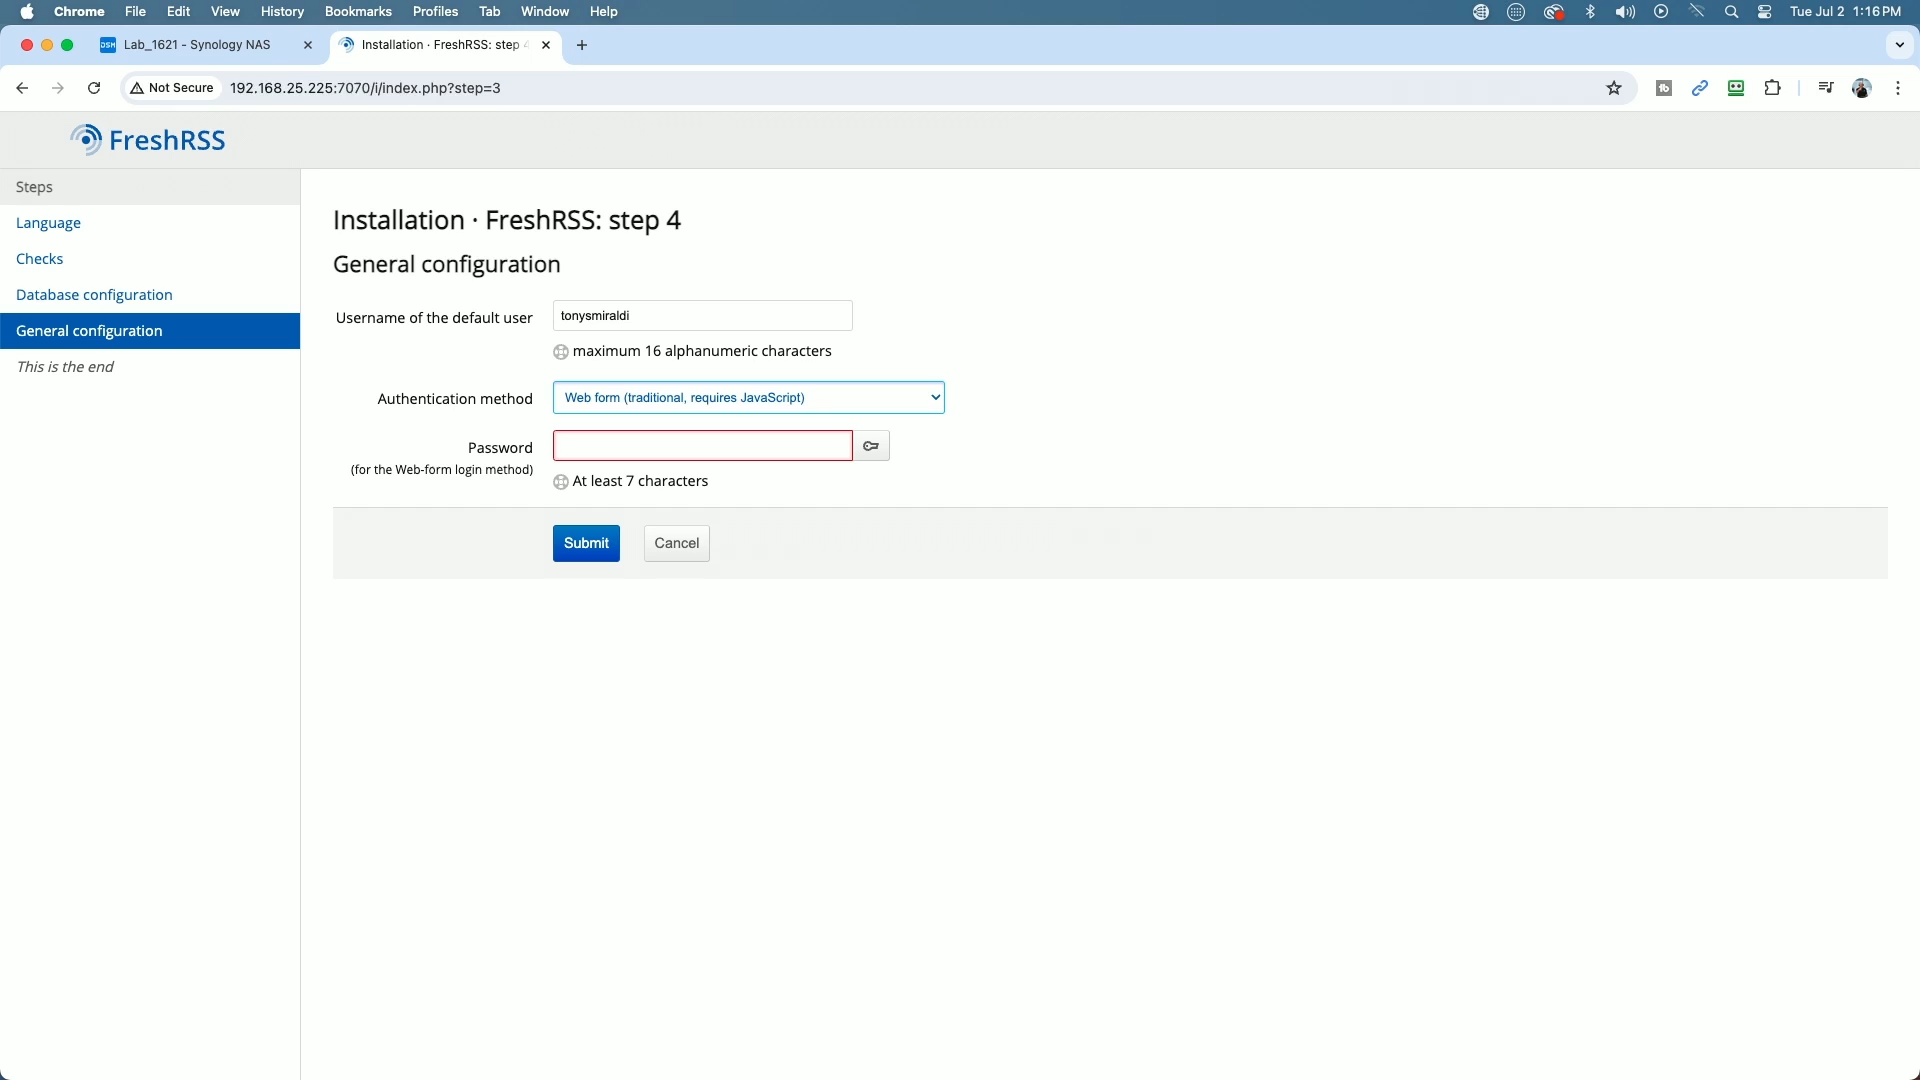 Chrome File Edit View History Bookmarks Profiles Tab Window Help Tue Jul 2 1:16 PM
DSM Lab_1621 - Synology NAS Installation · FreshRSS: step
Not Secure 192.168.25.225:7070/i/index.php?step=3
FreshRSS
Steps
Language
Checks
Database configuration
General configuration
This is the end
Installation · FreshRSS: step 4
General configuration
Username of the default user tonysmiraldi
maximum 16 alphanumeric characters
Authentication method Web form (traditional, requires JavaScript)
Password
(for the Web-form login method)
At least 7 characters
Submit Cancel